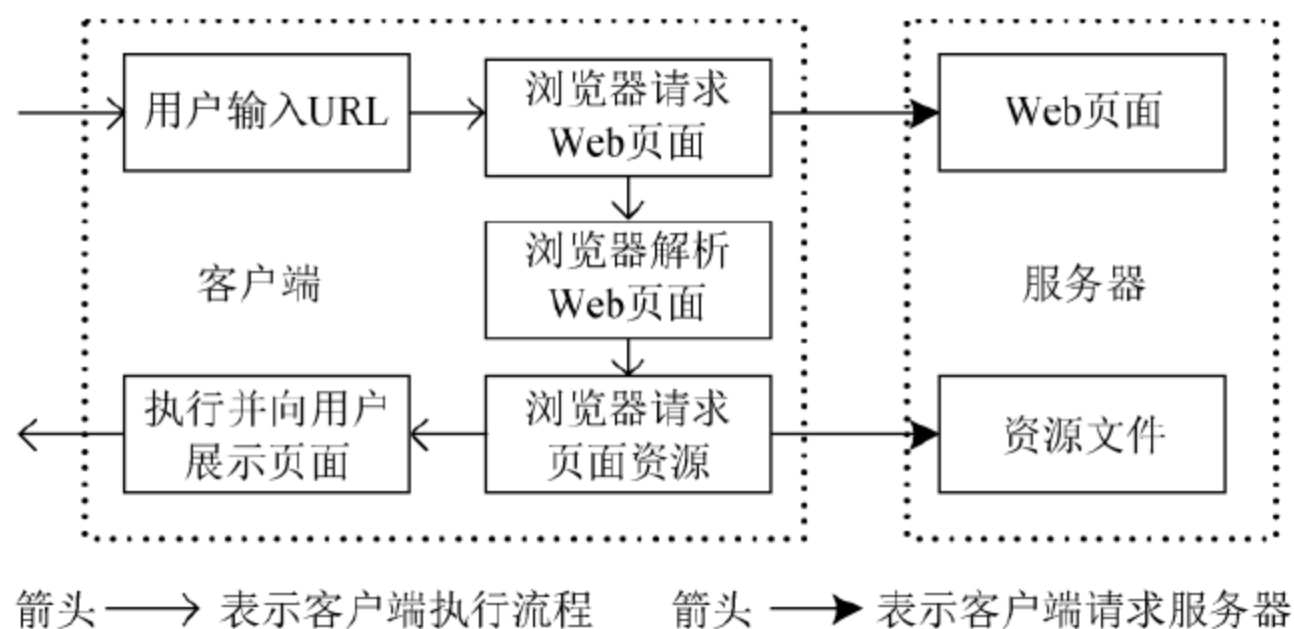 用户输入URL
浏览器请求
Web页面
Web页面
浏览器解析
Web页面
客户端
服务器
执行并向用户
展示页面
浏览器请求
页面资源
资源文件
箭头 表示客户端执行流程 箭头 表示客户端请求服务器